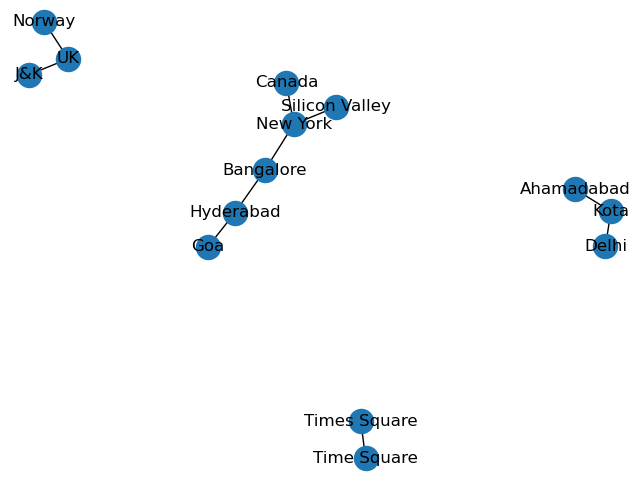 Norway
UK
J&K
Canada
Silicon Valley
New York
Bangalore
Ahamadabad
Kota
Hyderabad
Goa
Delhi
Times Square
Time Square